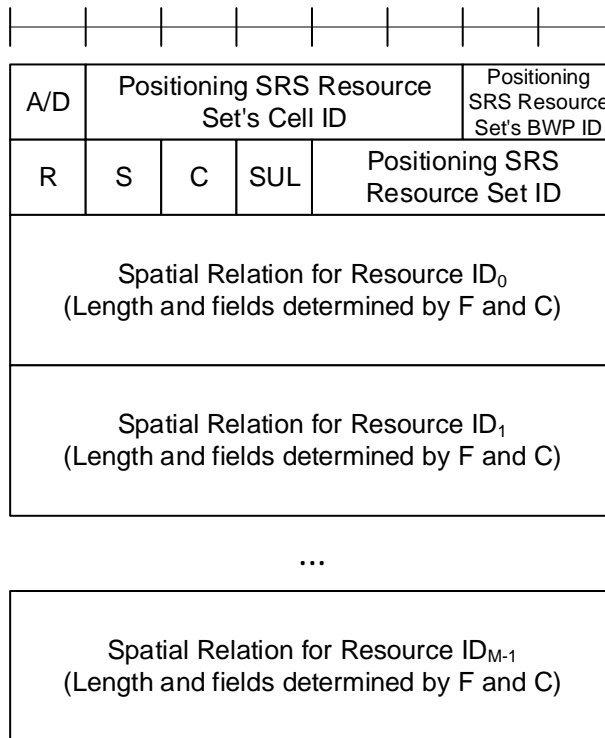 A/D
Positioning SRS Resource
Set's Cell ID
Positioning
SRS Resource
Set's BWP ID
R
S
C
SUL
Positioning SRS
Resource Set ID
Spatial Relation for Resource ID₀
(Length and fields determined by F and C)
Spatial Relation for Resource ID₁
(Length and fields determined by F and C)
...
Spatial Relation for Resource ID_M-1
(Length and fields determined by F and C)